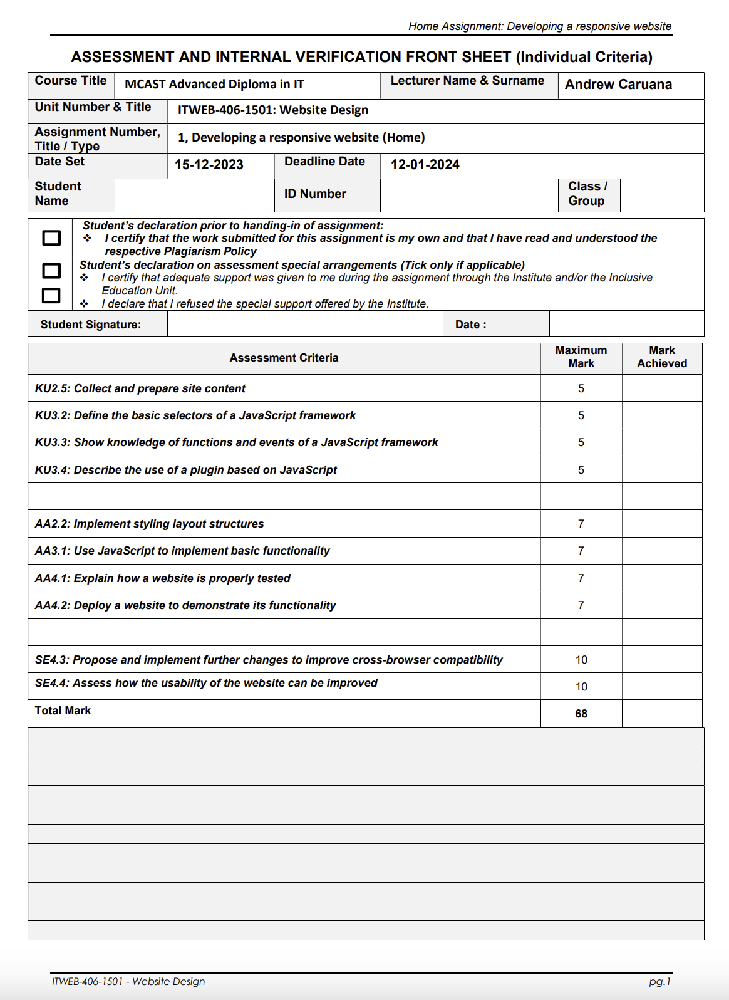 Home Assignment: Developing a responsive website
ASSESSMENT AND INTERNAL VERIFICATION FRONT SHEET (Individual Criteria)
Course Title MCAST Advanced Diploma in IT Lecturer Name & Surname Andrew Caruana
Unit Number & Title ITWEB-406-1501: Website Design
Assignment Number,
Title / Type
1, Developing a responsive website (Home)
Date Set 15-12-2023 Deadline Date 12-01-2024
Student
Name
ID Number
Class /
Group
Student’s declaration prior to handing-in of assignment:
❖ I certify that the work submitted for this assignment is my own and that I have read and understood the
respective Plagiarism Policy
Student’s declaration on assessment special arrangements (Tick only if applicable)
❖ I certify that adequate support was given to me during the assignment through the Institute and/or the Inclusive
Education Unit.
❖ I declare that I refused the special support offered by the Institute.
Student Signature: Date :
Assessment Criteria
Maximum
Mark
Mark
Achieved
KU2.5: Collect and prepare site content 5
KU3.2: Define the basic selectors of a JavaScript framework 5
KU3.3: Show knowledge of functions and events of a JavaScript framework 5
KU3.4: Describe the use of a plugin based on JavaScript 5
AA2.2: Implement styling layout structures 7
AA3.1: Use JavaScript to implement basic functionality 7
AA4.1: Explain how a website is properly tested 7
AA4.2: Deploy a website to demonstrate its functionality 7
SE4.3: Propose and implement further changes to improve cross-browser compatibility 10
SE4.4: Assess how the usability of the website can be improved 10
Total Mark 68
ITWEB-406-1501 - Website Design pg.1